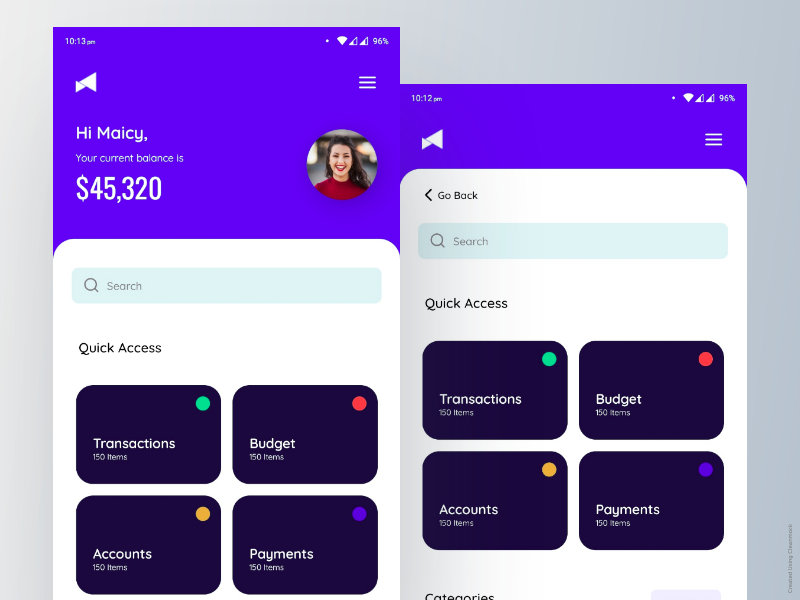 10:13 pm
96%
Hi Maicy,
Your current balance is
$45,320
Search
Quick Access
Transactions
150 Items
Budget
150 Items
Accounts
150 Items
Payments
150 Items
10:12 pm
96%
Go Back
Search
Quick Access
Transactions
150 Items
Budget
150 Items
Accounts
150 Items
Payments
150 Items
Categories
Created Using Cleanmock